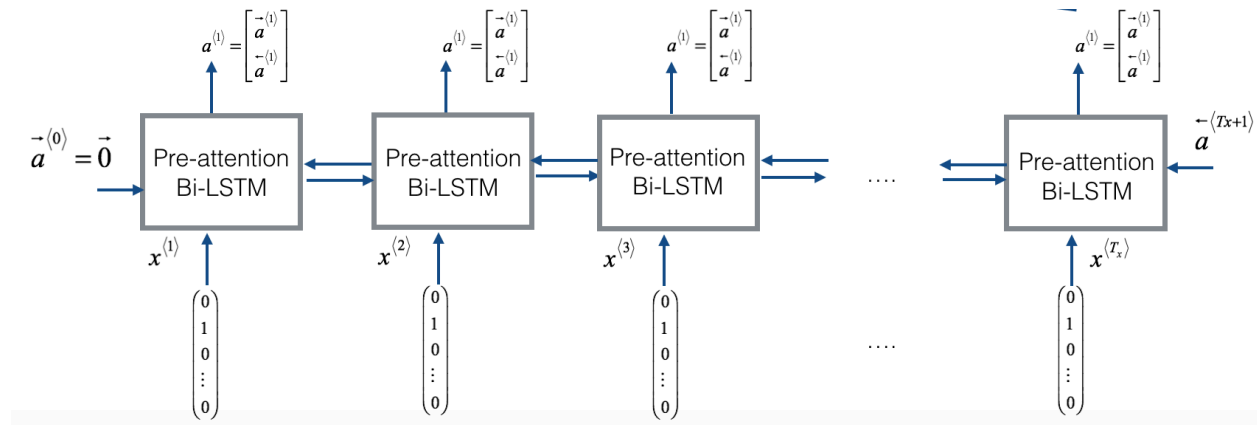 a⟨1⟩ = [a→⟨1⟩ a←⟨1⟩]
a⟨1⟩ = [a→⟨1⟩ a←⟨1⟩]
a⟨1⟩ = [a→⟨1⟩ a←⟨1⟩]
a⟨1⟩ = [a→⟨1⟩ a←⟨1⟩]
a→⟨0⟩ = 0→
Pre-attention
Bi-LSTM
Pre-attention
Bi-LSTM
Pre-attention
Bi-LSTM
....
Pre-attention
Bi-LSTM
a←⟨Tx+1⟩
x⟨1⟩
x⟨2⟩
x⟨3⟩
x⟨Tx⟩
(0 1 0 ⋮ 0)
(0 1 0 ⋮ 0)
(0 1 0 ⋮ 0)
....
(0 1 0 ⋮ 0)